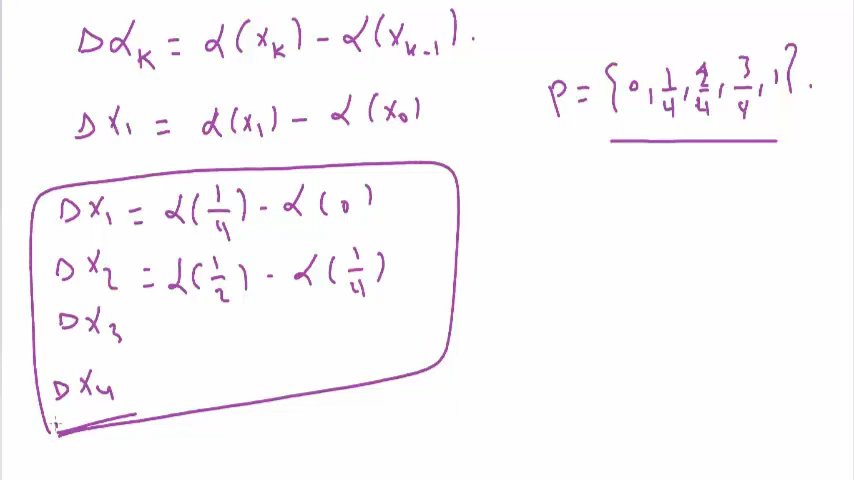 Δα_k = α(x_k) - α(x_{k-1}).
Δx_1 = α(x_1) - α(x_0)
P = {0, 1/4, 2/4, 3/4, 1}.
Δx_1 = α(1/4) - α(0)
Δx_2 = α(1/2) - α(1/4)
Δx_3
Δx_4